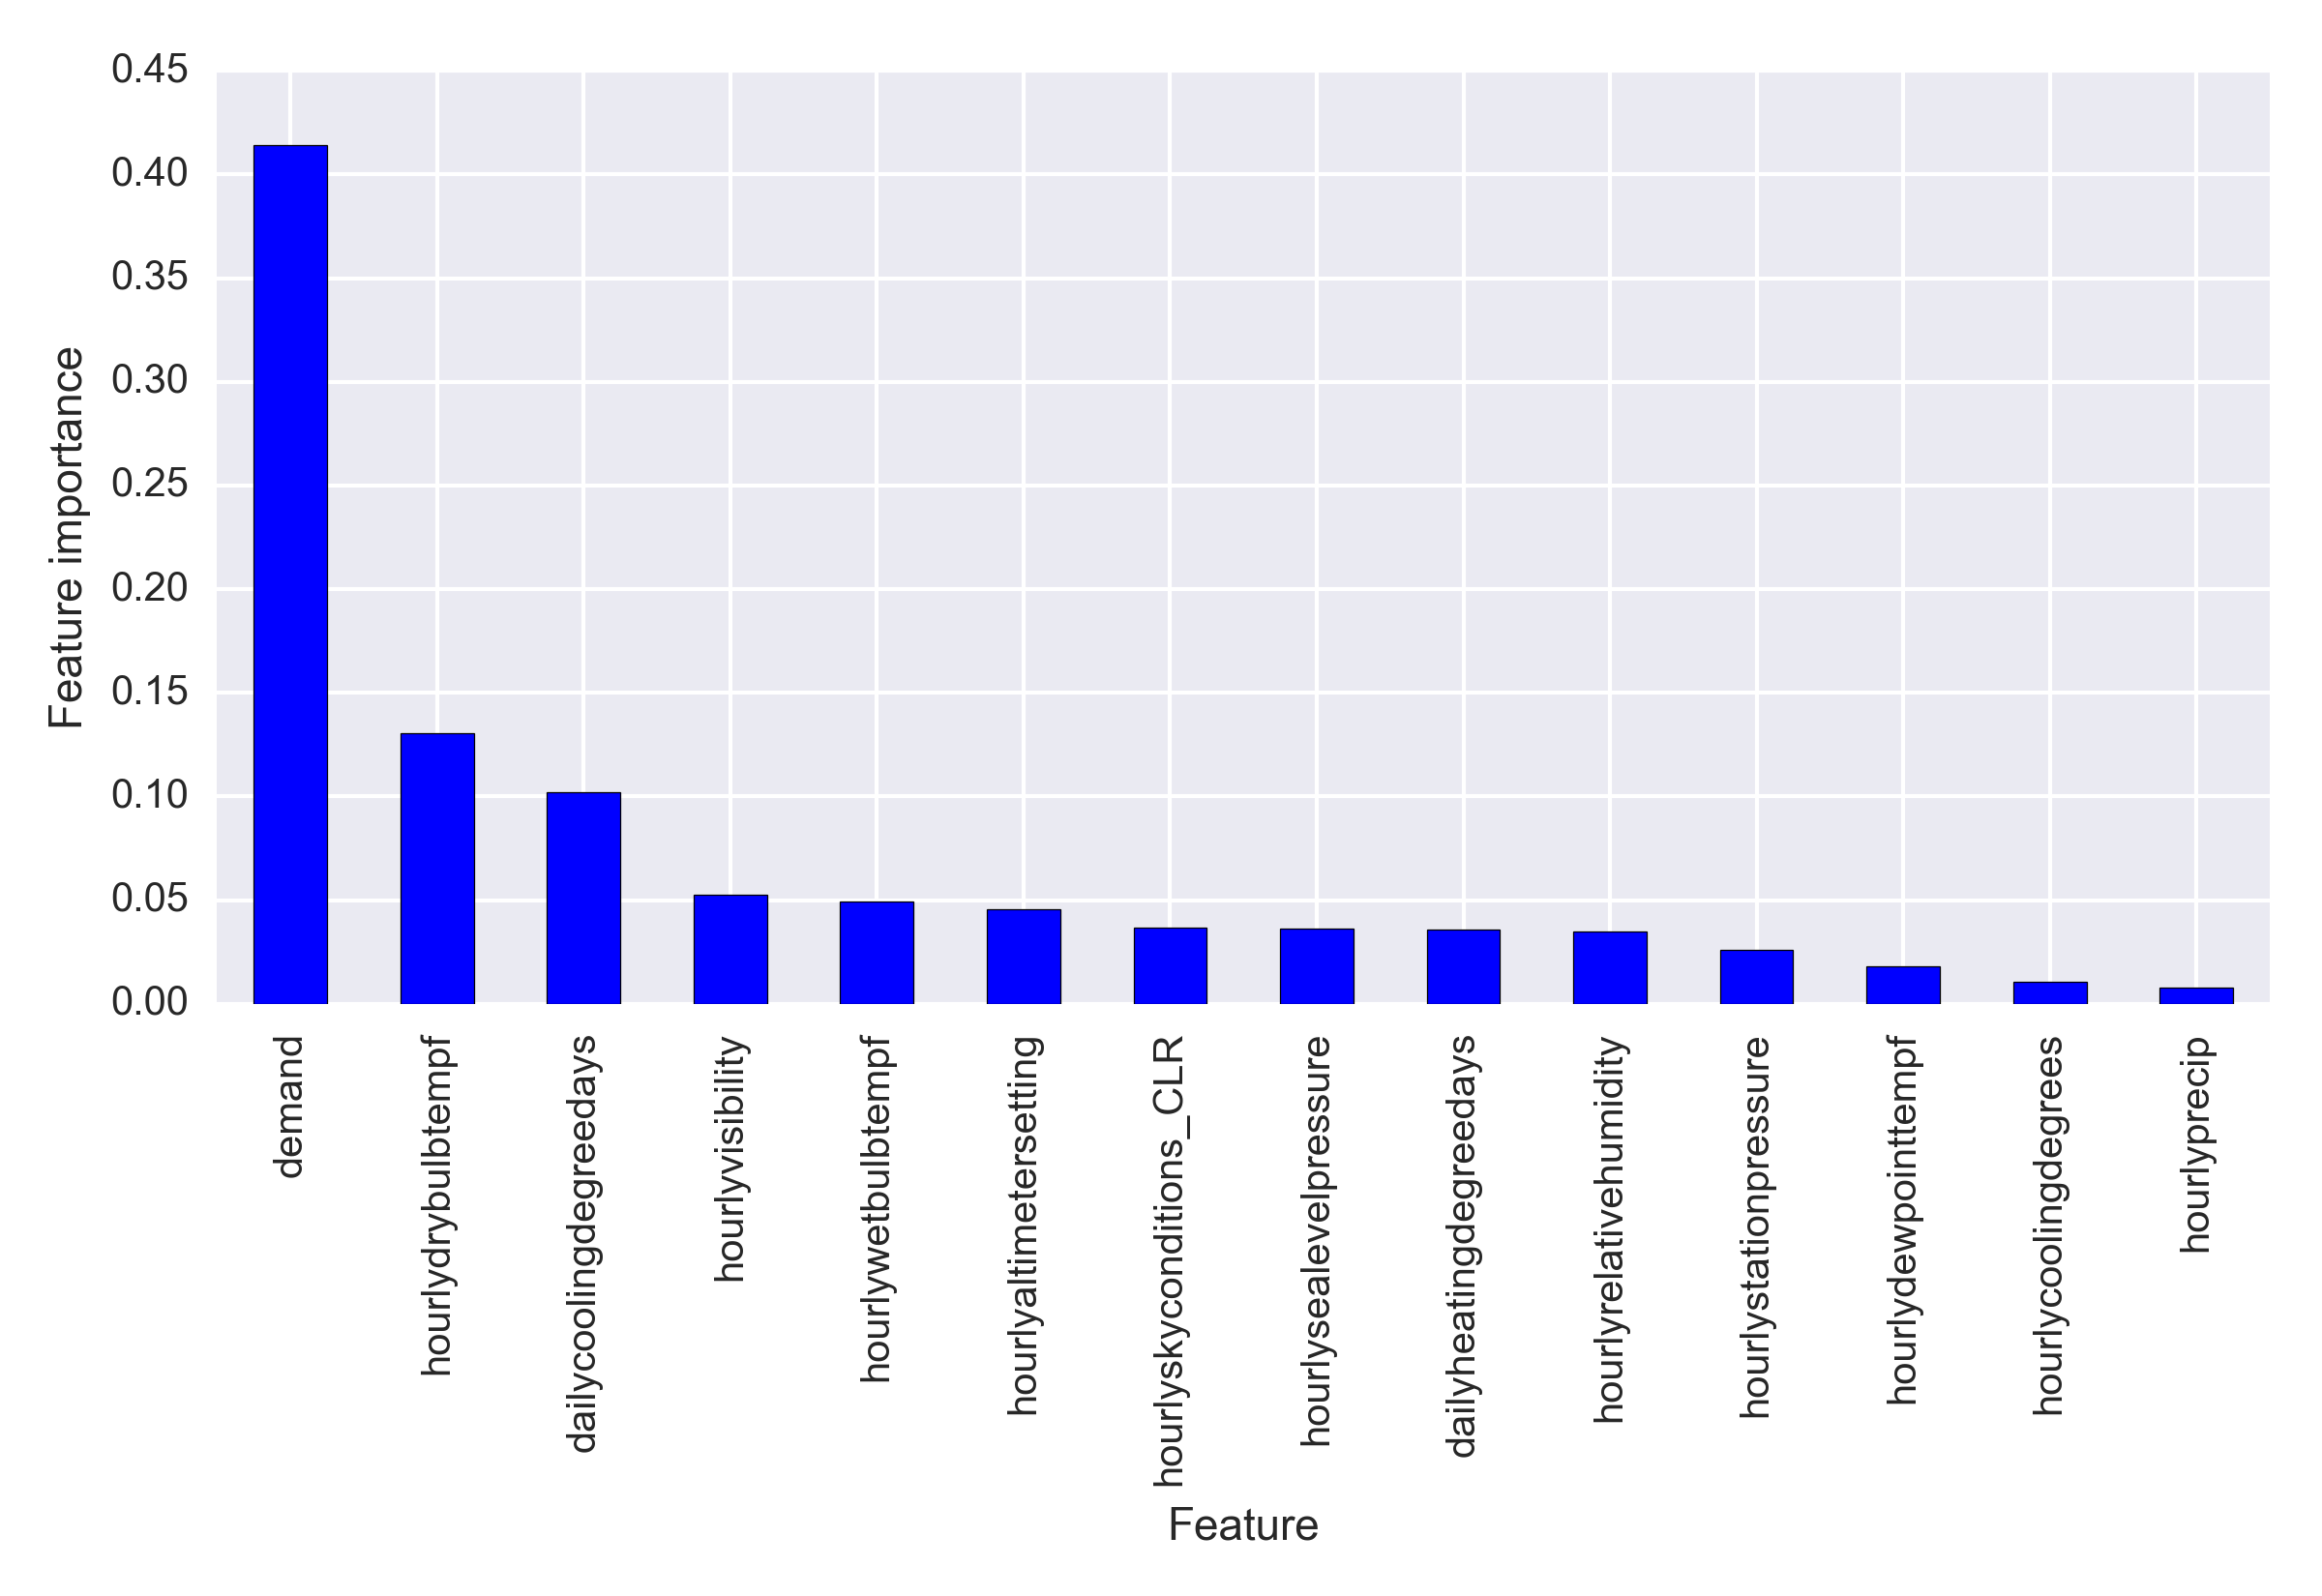 0.45
0.40
0.35
0.30
0.25
0.20
0.15
0.10
0.05
0.00
Feature importance
demand
hourlydrybulbtempf
dailycoolingdegreedays
hourlyvisibility
hourlywetbulbtempf
hourlyaltimetersetting
hourlyskyconditions_CLR
hourlysealevelpressure
dailyheatingdegreedays
hourlyrelativehumidity
hourlystationpressure
hourlydewpointtempf
hourlycoolingdegrees
hourlyprecip
Feature